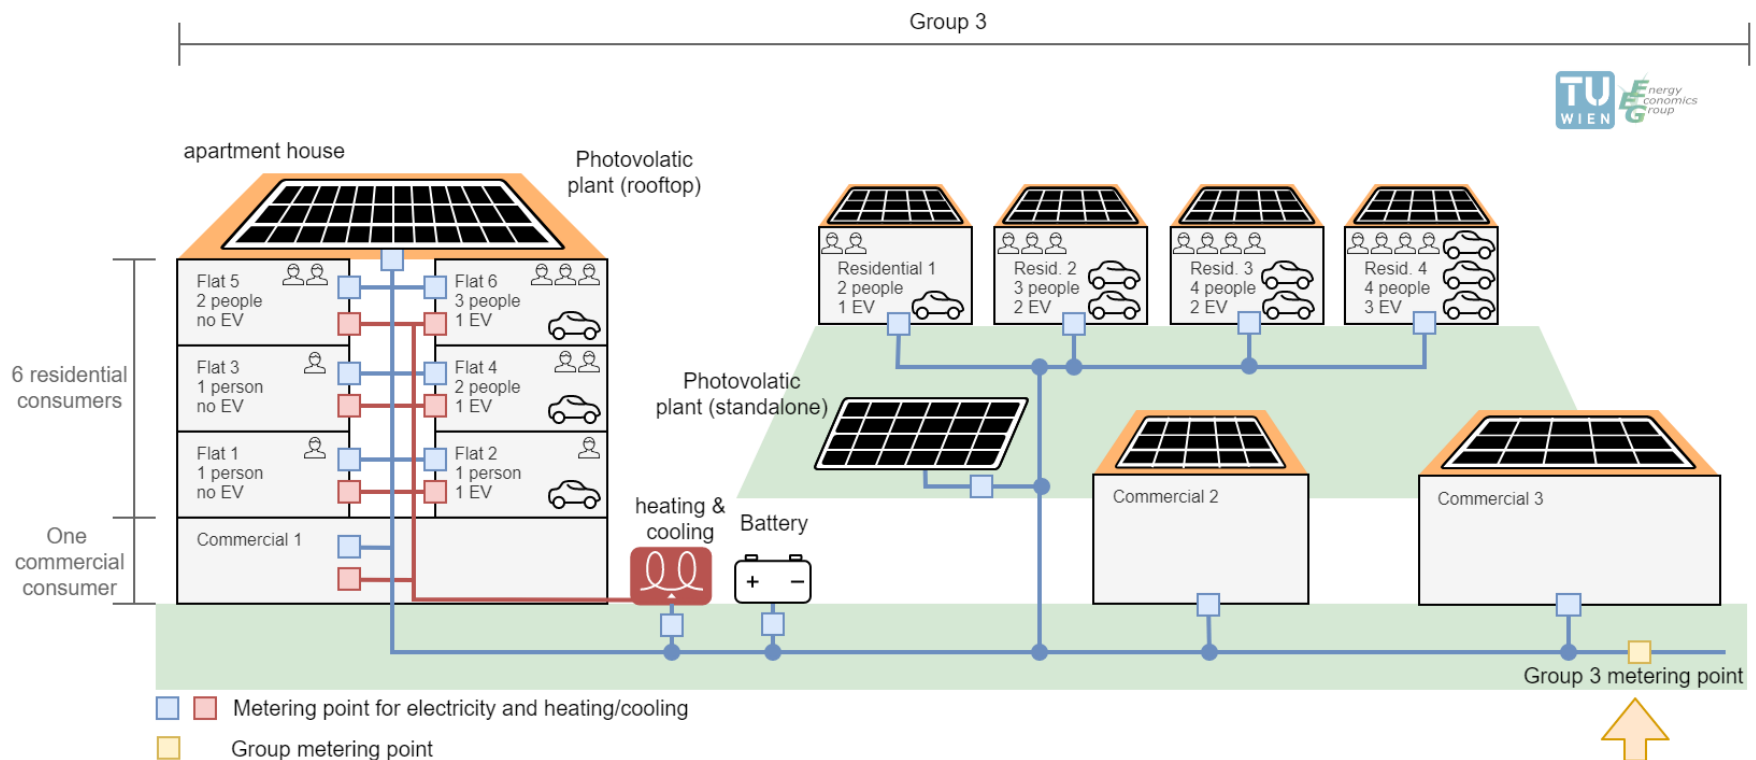 Group 3
TU
WIEN
Energy
Economics
Group
apartment house
Photovolatic
plant (rooftop)
Flat 5
2 people
no EV
Flat 6
3 people
1 EV
Residential 1
2 people
1 EV
Resid. 2
3 people
2 EV
Resid. 3
4 people
2 EV
Resid. 4
4 people
3 EV
6 residential
consumers
Flat 3
1 person
no EV
Flat 4
2 people
1 EV
Photovolatic
plant (standalone)
Flat 1
1 person
no EV
Flat 2
1 person
1 EV
heating &
cooling
Battery
Commercial 2
Commercial 3
One
commercial
consumer
Commercial 1
+ −
Group 3 metering point
Metering point for electricity and heating/cooling
Group metering point